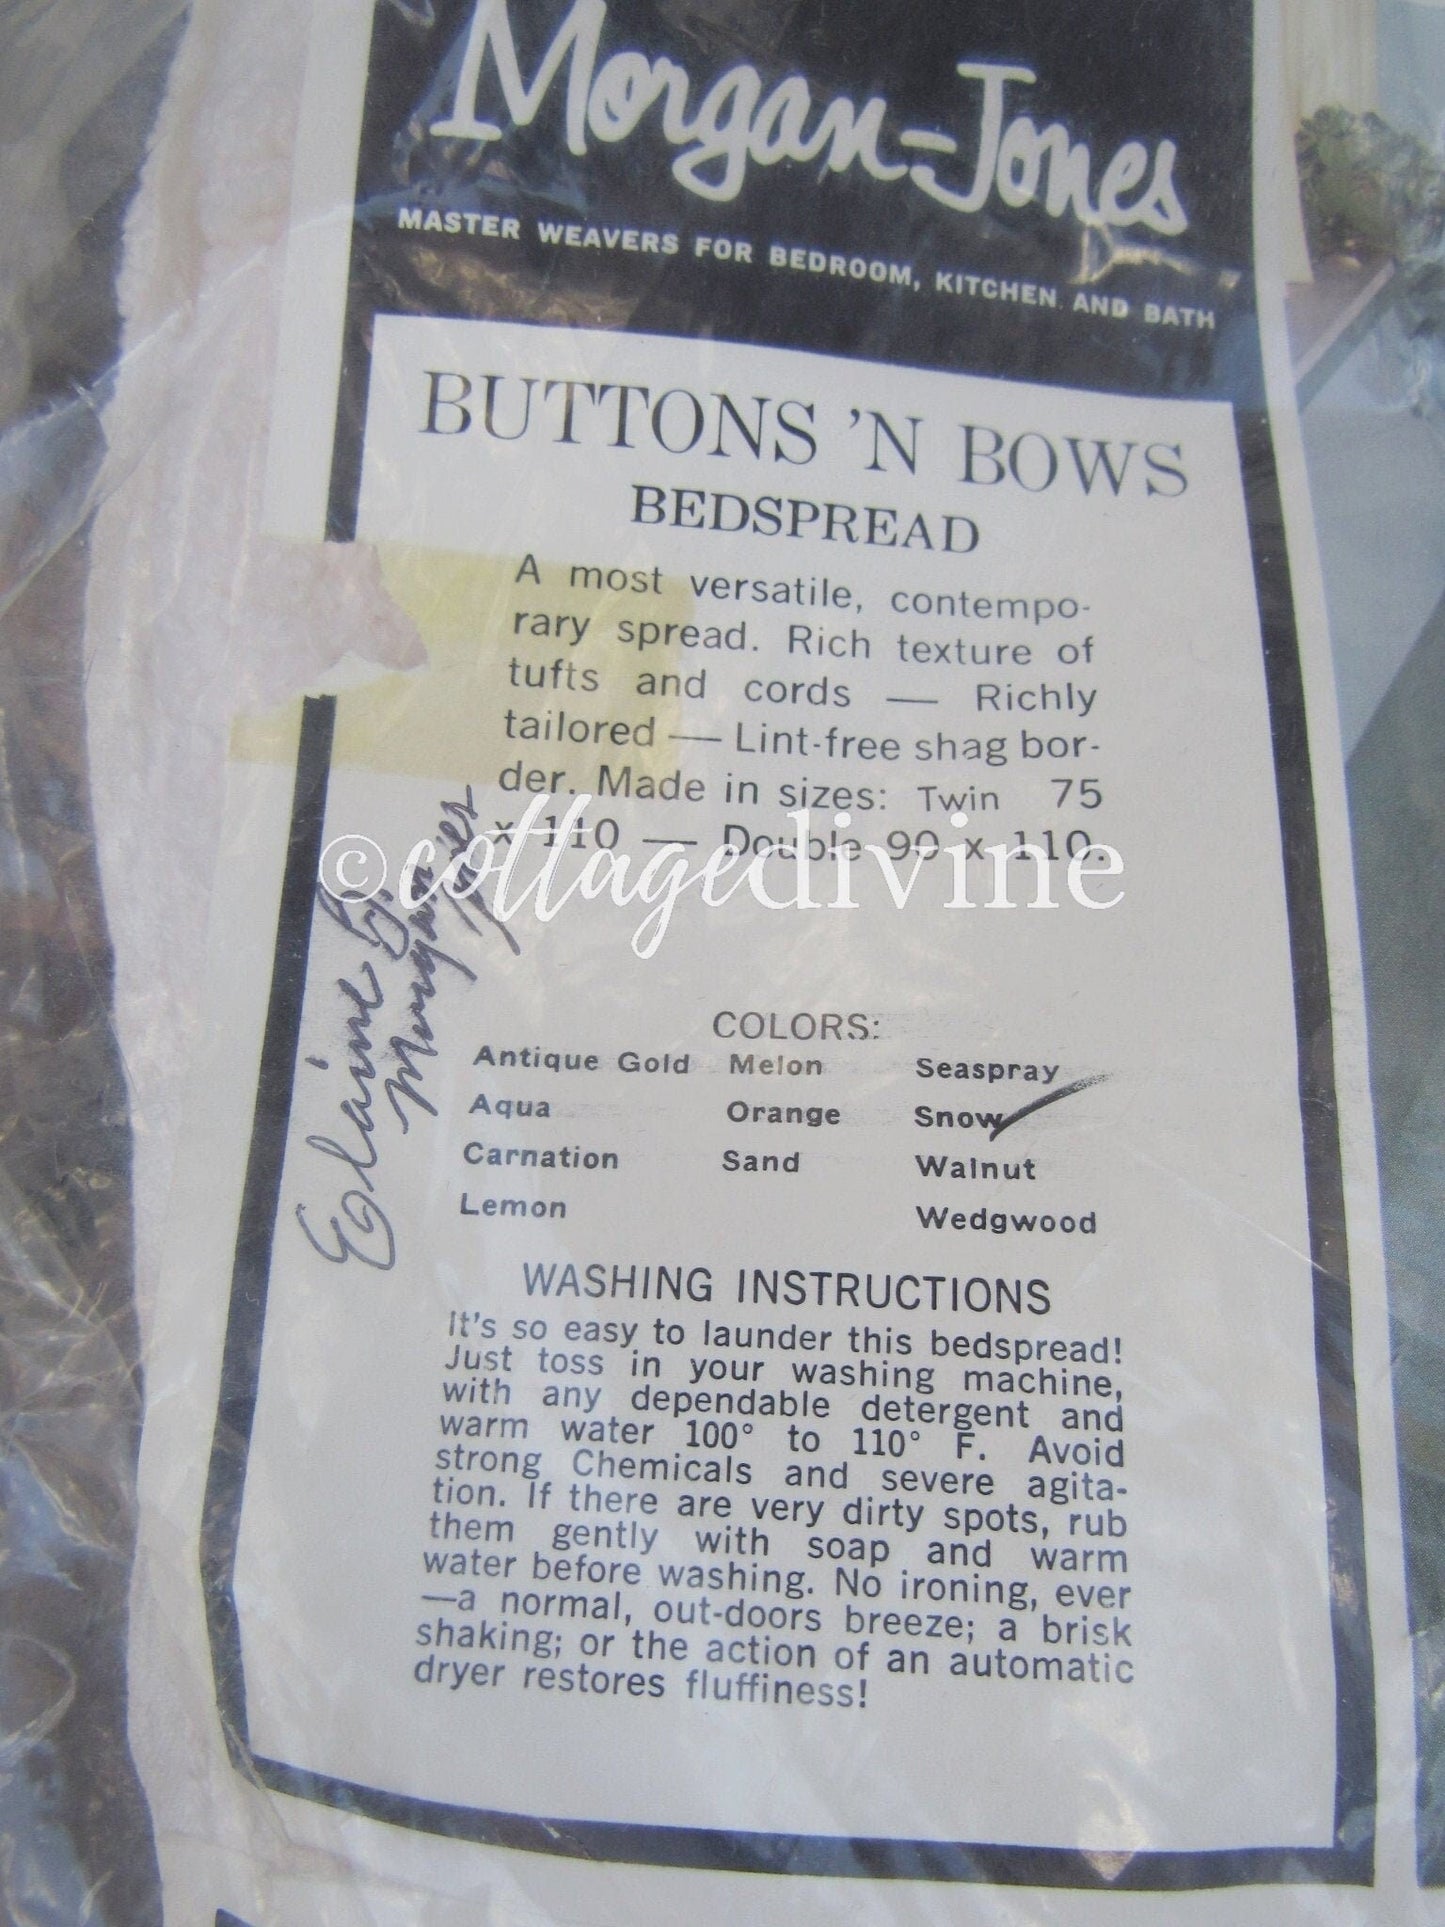 Morgan-Jones
MASTER WEAVERS FOR BEDROOM, KITCHEN AND BATH
BUTTONS 'N BOWS
BEDSPREAD
A most versatile, contempo-
rary spread. Rich texture of
tufts and cords — Richly
tailored — Lint-free shag bor-
der. Made in sizes: Twin 75
x 110 — Double 90 x 110.
©cottagedivine
Elaine by
Morgan
Jones
COLORS:
Antique Gold Melon Seaspray
Aqua Orange Snow
Carnation Sand Walnut
Lemon Wedgwood
WASHING INSTRUCTIONS
It's so easy to launder this bedspread!
Just toss in your washing machine,
with any dependable detergent and
warm water 100° to 110° F. Avoid
strong Chemicals and severe agita-
tion. If there are very dirty spots, rub
them gently with soap and warm
water before washing. No ironing, ever
—a normal, out-doors breeze; a brisk
shaking; or the action of an automatic
dryer restores fluffiness!